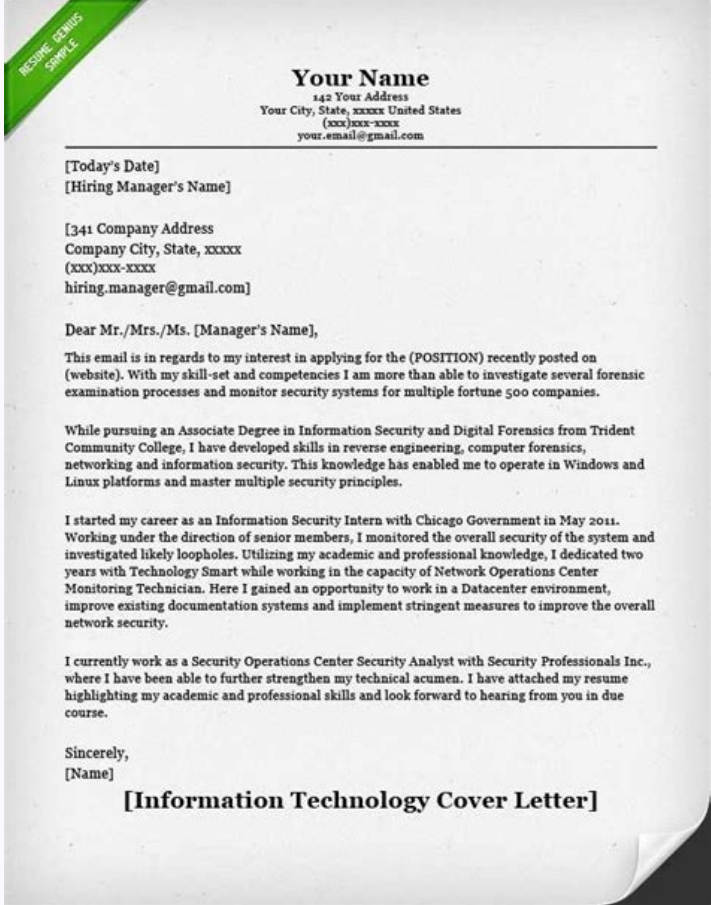 RESUME GENIUS
SAMPLE
Your Name
142 Your Address
Your City, State, xxxxx United States
(xxx)xxx-xxxx
your.email@gmail.com
[Today's Date]
[Hiring Manager's Name]
[341 Company Address
Company City, State, xxxxx
(xxx)xxx-xxxx
hiring.manager@gmail.com]
Dear Mr./Mrs./Ms. [Manager's Name],
This email is in regards to my interest in applying for the (POSITION) recently posted on
(website). With my skill-set and competencies I am more than able to investigate several forensic
examination processes and monitor security systems for multiple fortune 500 companies.
While pursuing an Associate Degree in Information Security and Digital Forensics from Trident
Community College, I have developed skills in reverse engineering, computer forensics,
networking and information security. This knowledge has enabled me to operate in Windows and
Linux platforms and master multiple security principles.
I started my career as an Information Security Intern with Chicago Government in May 2011.
Working under the direction of senior members, I monitored the overall security of the system and
investigated likely loopholes. Utilizing my academic and professional knowledge, I dedicated two
years with Technology Smart while working in the capacity of Network Operations Center
Monitoring Technician. Here I gained an opportunity to work in a Datacenter environment,
improve existing documentation systems and implement stringent measures to improve the overall
network security.
I currently work as a Security Operations Center Security Analyst with Security Professionals Inc.,
where I have been able to further strengthen my technical acumen. I have attached my resume
highlighting my academic and professional skills and look forward to hearing from you in due
course.
Sincerely,
[Name]
[Information Technology Cover Letter]